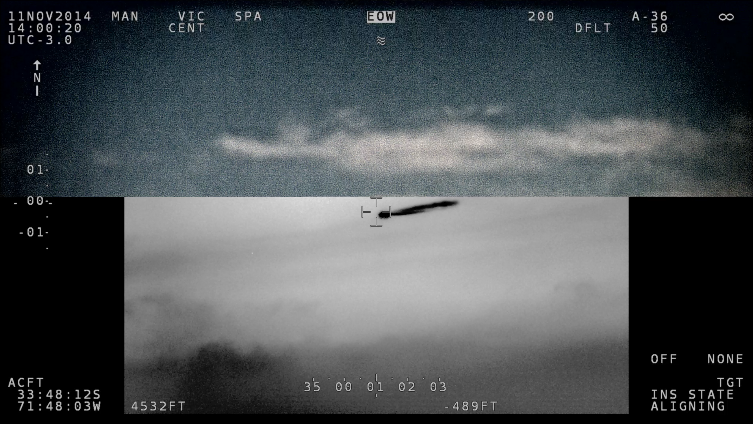 11NOV2014 MAN VIC SPA EOW 200 A-36 ∞
14:00:20 CENT DFLT 50
UTC-3.0
N
01
- 00-
-01
35 00 01 02 03
OFF NONE
ACFT TGT
33:48:12S INS STATE
71:48:03W 4532FT -489FT ALIGNING